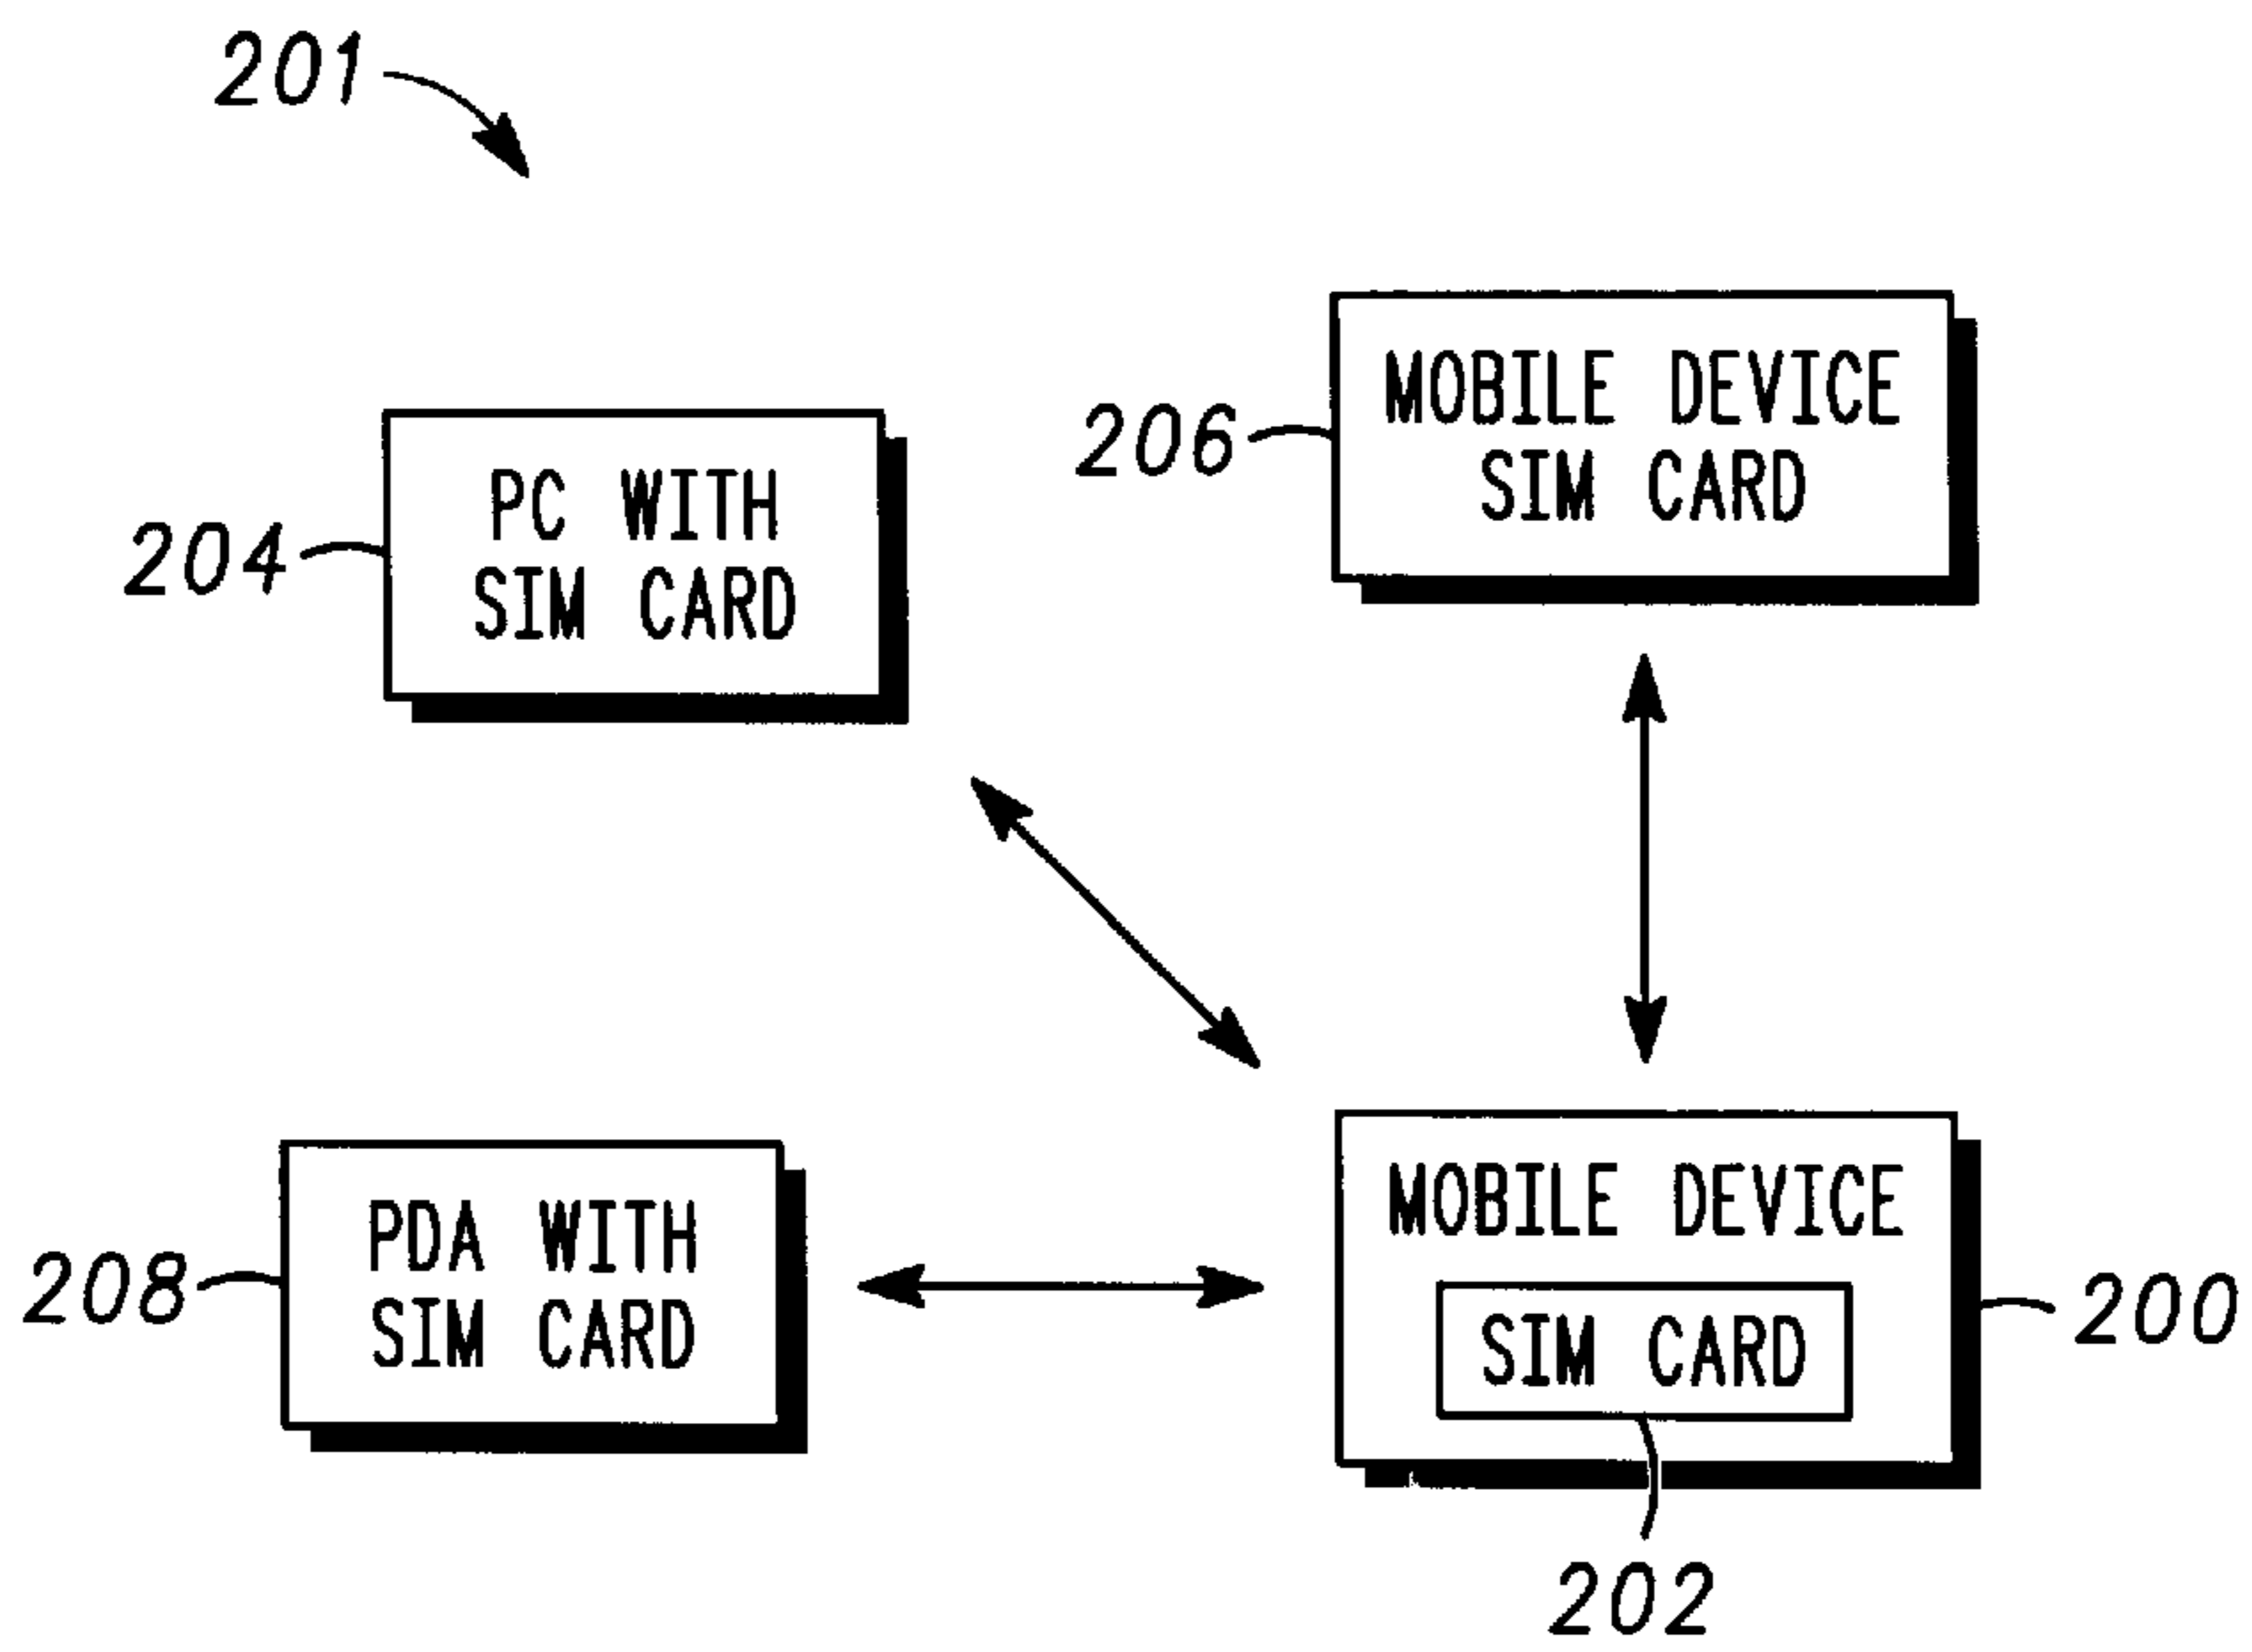 201
MOBILE DEVICE
SIM CARD
206
PC WITH
SIM CARD
204
MOBILE DEVICE
SIM CARD
200
202
PDA WITH
SIM CARD
208